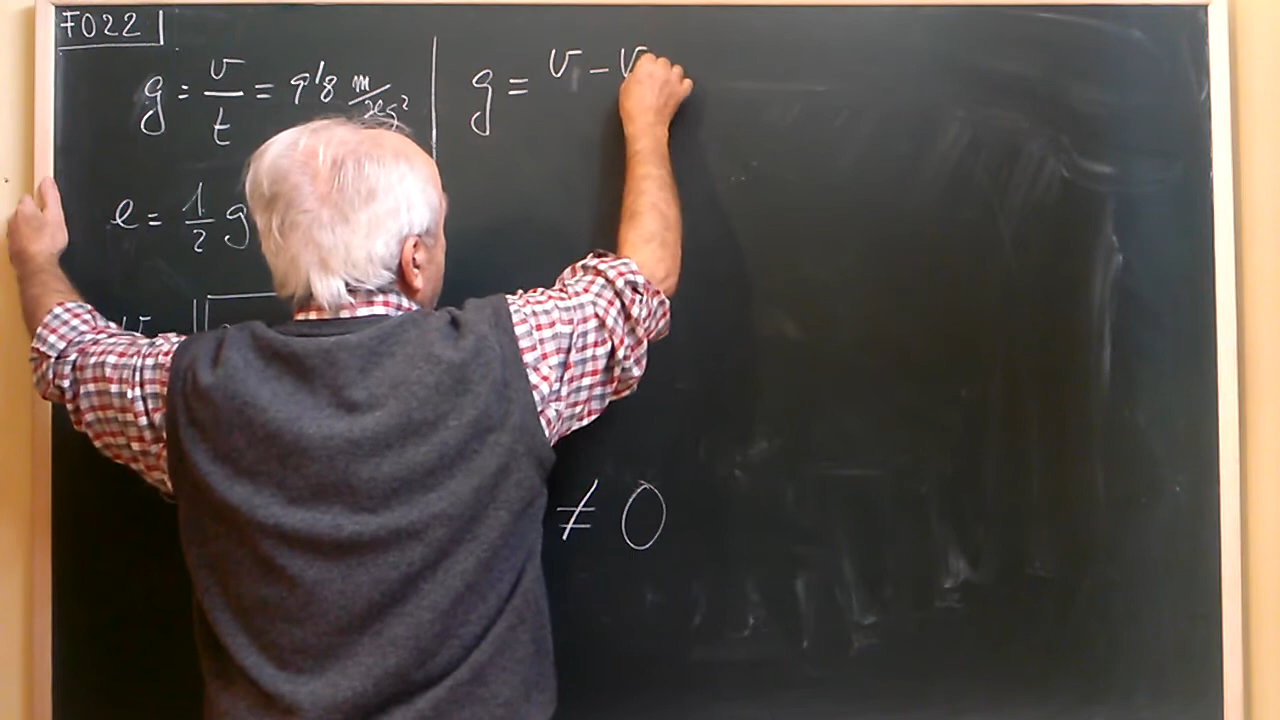 F022
g = v/t = 9'8 m/seg²
g = v - v
e = 1/2 g
≠ 0